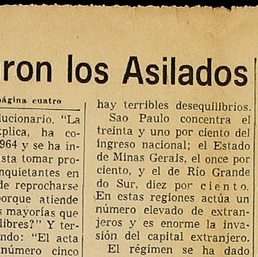 ron los Asilados
página cuatro
lucionario. "La
xplica, ha co-
964 y se ha in-
sta tomar pro-
nquietantes en
de reprocharse
porque atiende
s mayorías que
libres?" Y ter-
ndo: "El acta
número cinco
hay terribles desequilibrios.
Sao Paulo concentra el
treinta y uno por ciento del
ingreso nacional; el Estado
de Minas Gerais, el once por
ciento, y el de Río Grande
do Sur, diez por ciento.
En estas regiones actúa un
número elevado de extran-
jeros y es enorme la inva-
sión del capital extranjero.
El régimen se ha dado